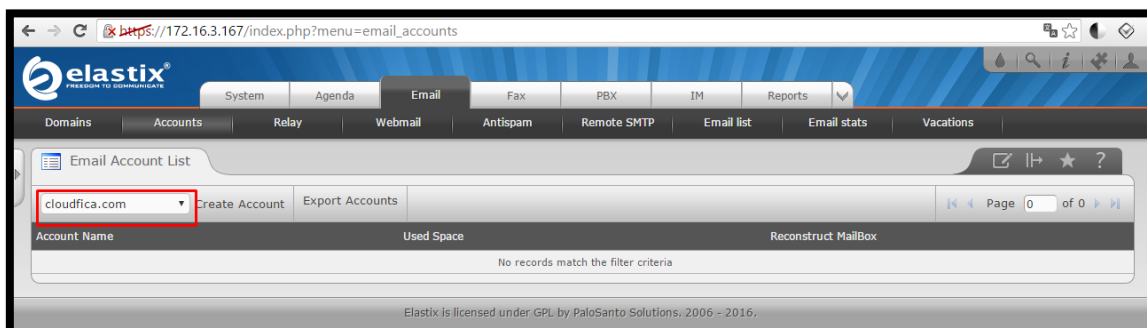 https://172.16.3.167/index.php?menu=email_accounts
elastix®
FREEDOM TO COMMUNICATE
System Agenda Email Fax PBX IM Reports
Domains Accounts Relay Webmail Antispam Remote SMTP Email list Email stats Vacations
Email Account List
cloudfica.com Create Account Export Accounts Page 0 of 0
Account Name Used Space Reconstruct MailBox
No records match the filter criteria
Elastix is licensed under GPL by PaloSanto Solutions. 2006 - 2016.